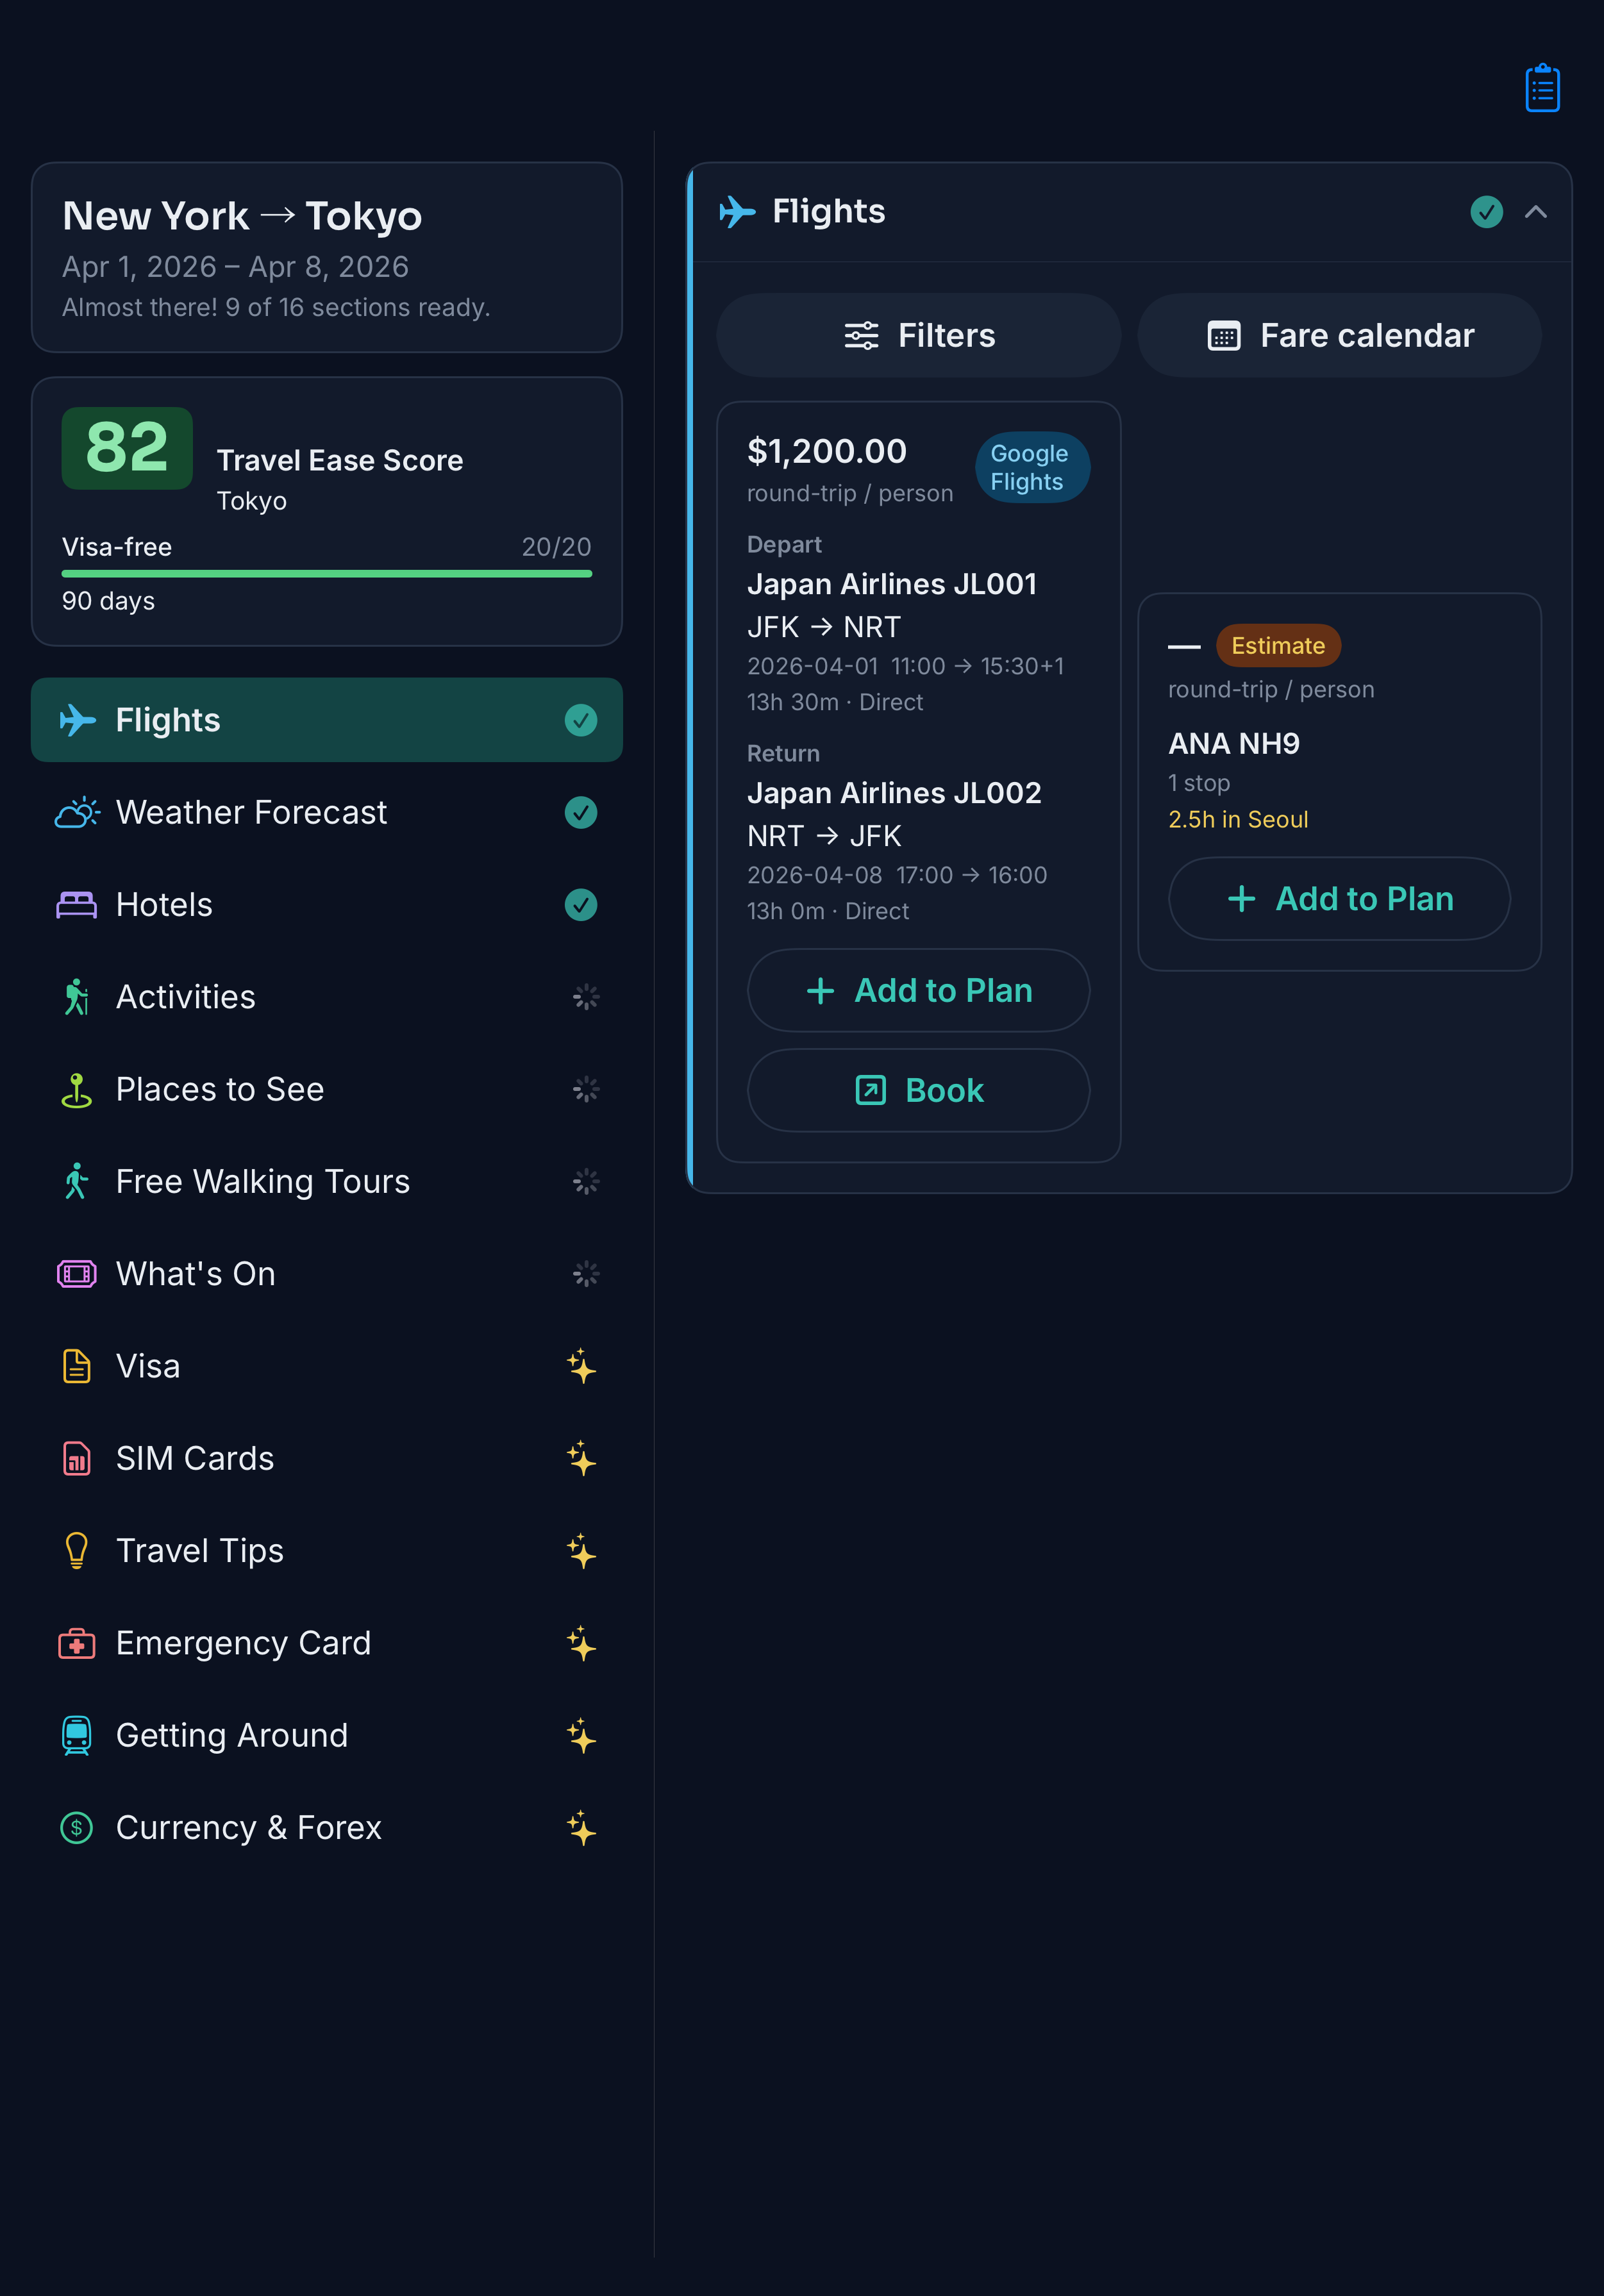 New York → Tokyo
Apr 1, 2026 – Apr 8, 2026
Almost there! 9 of 16 sections ready.
82
Travel Ease Score
Tokyo
Visa-free
20/20
90 days
Flights
Weather Forecast
Hotels
Activities
Places to See
Free Walking Tours
What's On
Visa
SIM Cards
Travel Tips
Emergency Card
Getting Around
$
Currency & Forex
Flights
Filters
Fare calendar
$1,200.00
round-trip / person
Google
Flights
Depart
Japan Airlines JL001
JFK → NRT
2026-04-01 11:00 → 15:30+1
13h 30m · Direct
Return
Japan Airlines JL002
NRT → JFK
2026-04-08 17:00 → 16:00
13h 0m · Direct
+ Add to Plan
Book
— Estimate
round-trip / person
ANA NH9
1 stop
2.5h in Seoul
+ Add to Plan